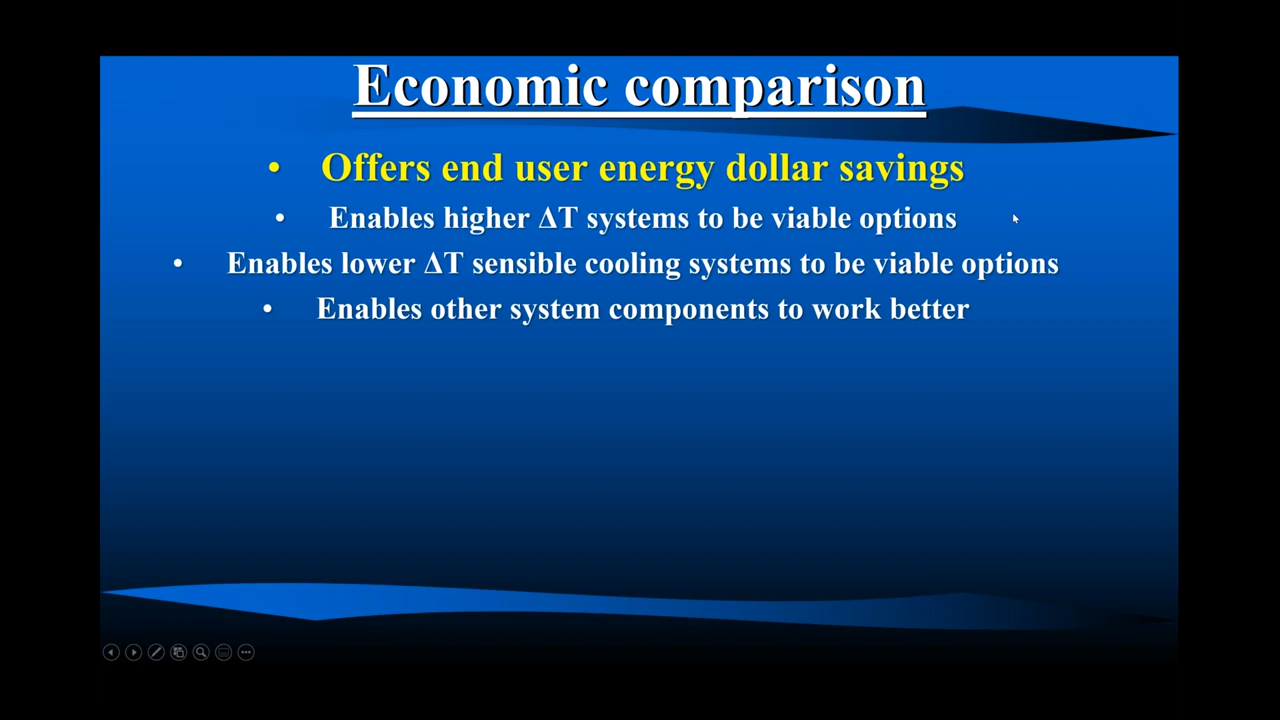 Economic comparison
• Offers end user energy dollar savings
• Enables higher ΔT systems to be viable options
• Enables lower ΔT sensible cooling systems to be viable options
• Enables other system components to work better